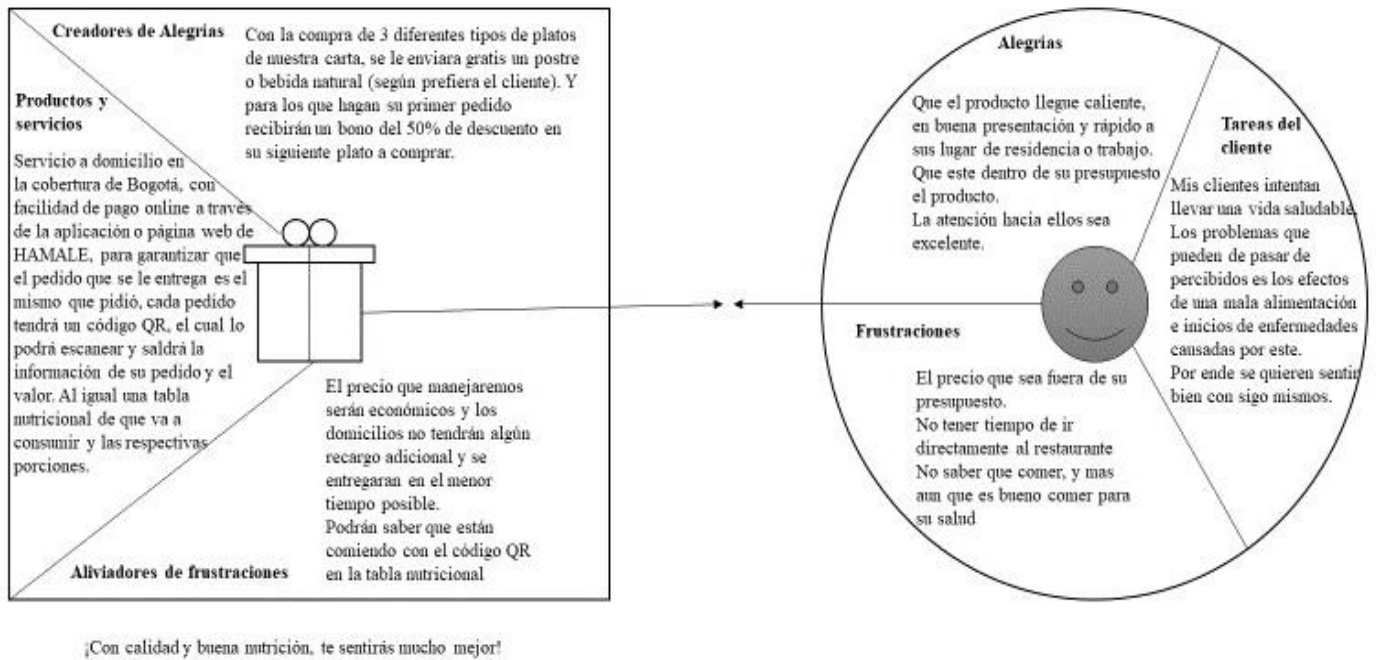 Creadores de Alegrías
Con la compra de 3 diferentes tipos de platos
de nuestra carta, se le enviara gratis un postre
o bebida natural (según prefiera el cliente). Y
para los que hagan su primer pedido
recibirán un bono del 50% de descuento en
su siguiente plato a comprar.
Productos y
servicios
Servicio a domicilio en
la cobertura de Bogotá, con
facilidad de pago online a través
de la aplicación o página web de
HAMALE, para garantizar que
el pedido que se le entrega es el
mismo que pidió, cada pedido
tendrá un código QR, el cual lo
podrá escanear y saldrá la
información de su pedido y el
valor. Al igual una tabla
nutricional de que va a
consumir y las respectivas
porciones.
El precio que manejaremos
serán económicos y los
domicilios no tendrán algún
recargo adicional y se
entregaran en el menor
tiempo posible.
Podrán saber que están
comiendo con el código QR
en la tabla nutricional
Aliviadores de frustraciones
¡Con calidad y buena nutrición, te sentirás mucho mejor!
Alegrías
Que el producto llegue caliente,
en buena presentación y rápido a
sus lugar de residencia o trabajo.
Que este dentro de su presupuesto
el producto.
La atención hacia ellos sea
excelente.
Tareas del
cliente
Mis clientes intentan
llevar una vida saludable.
Los problemas que
pueden de pasar de
percibidos es los efectos
de una mala alimentación
e inicios de enfermedades
causadas por este.
Por ende se quieren sentir
bien con sigo mismos.
Frustraciones
El precio que sea fuera de su
presupuesto.
No tener tiempo de ir
directamente al restaurante
No saber que comer, y mas
aun que es bueno comer para
su salud